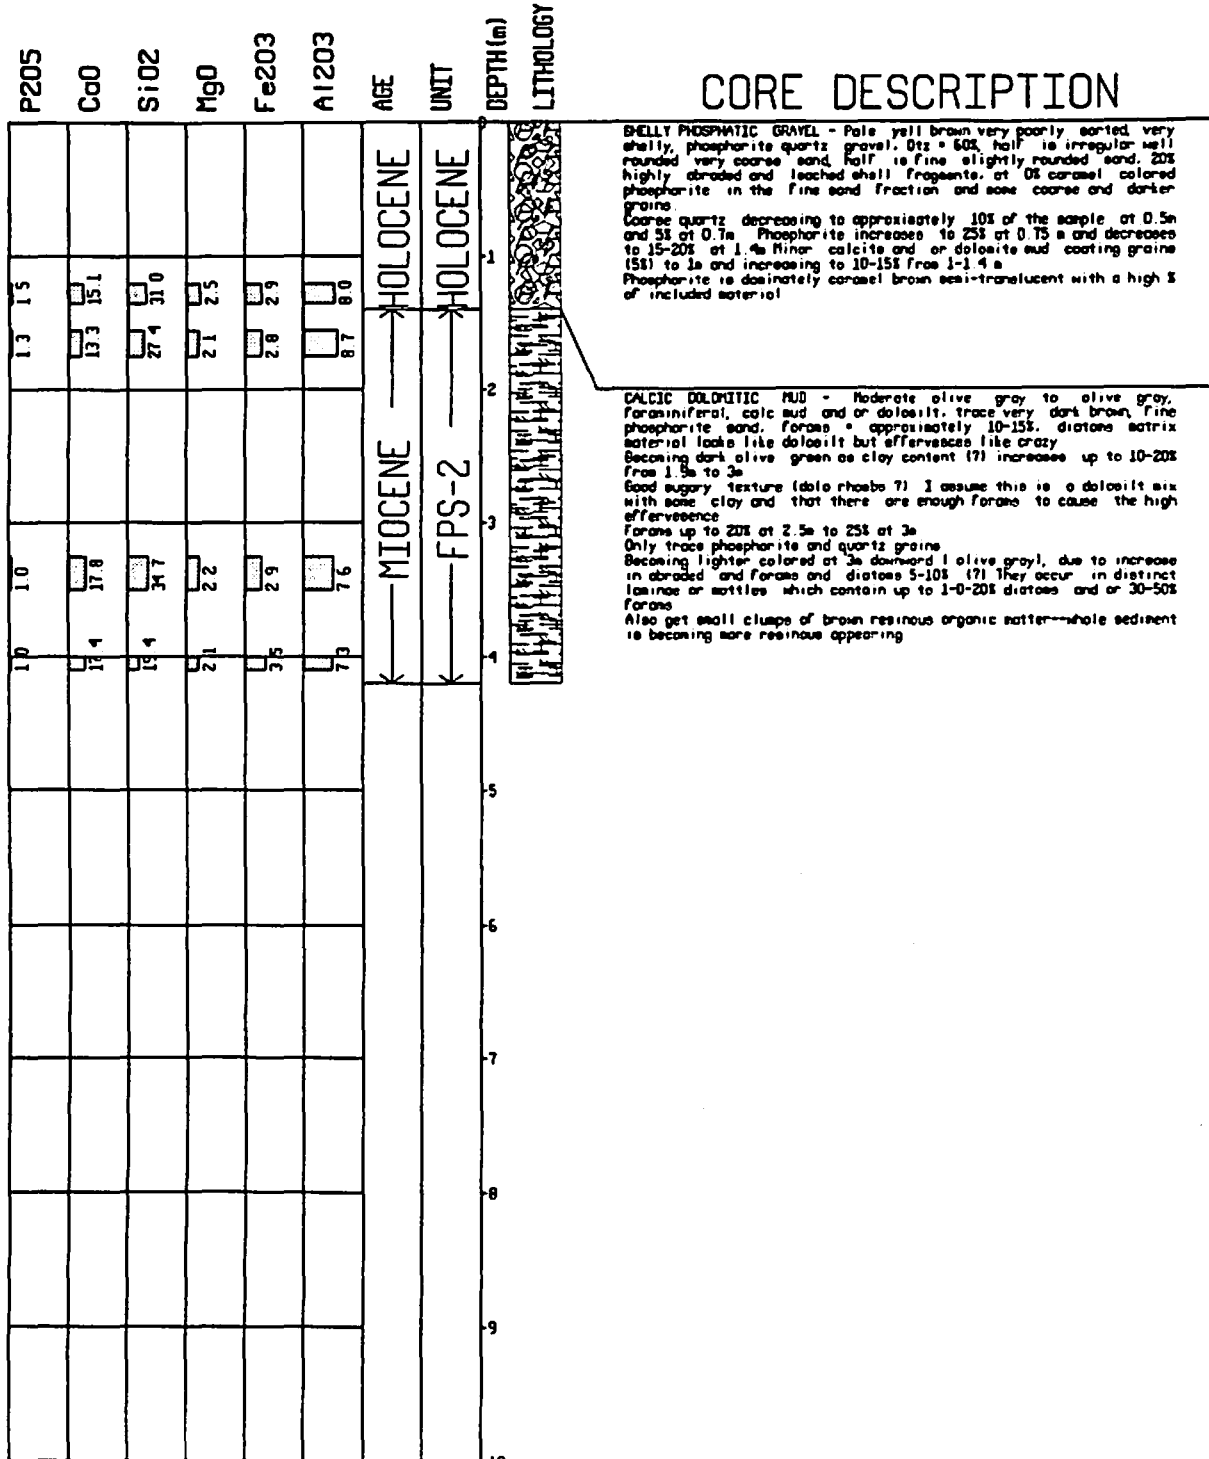 P2O5 CaO SiO2 MgO Fe2O3 Al2O3 AGE UNIT DEPTH(m) LITHOLOGY
CORE DESCRIPTION
0
SHELLY PHOSPHATIC GRAVEL - Pale yell brown very poorly sorted, very
shelly, phosphorite quartz gravel. Qtz = 60%, half is irregular well
rounded very coarse sand, half is fine slightly rounded sand. 20%
highly abraded and leached shell fragments. at 0% caramel colored
phosphorite in the fine sand fraction and some coarse and darker
grains
Coarse quartz decreasing to approximately 10% of the sample at 0.5m
and 5% at 0.7m Phosphorite increases to 25% at 0.75 m and decreases
to 15-20% at 1.4m Minor calcite and or dolomite mud coating grains
(5%) to 1m and increasing to 10-15% from 1-1.4 m
Phosphorite is dominately caramel brown semi-translucent with a high %
of included material
HOLOCENE HOLOCENE
1
1.5 15.1 31.0 2.5 2.9 8.0
1.3 13.3 27.4 2.1 2.8 8.7
2
CALCIC DOLOMITIC MUD - Moderate olive gray to olive gray,
foraminiferal, calc mud and or dolosilt. trace very dark brown, fine
phosphorite sand. forams = approximately 10-15%. diatoms matrix
material looks like dolosilt but effervesces like crazy
Becoming dark olive green as clay content (?) increases up to 10-20%
from 1.9m to 3m
Good sugary texture (dolo rhombs ?) I assume this is a dolosilt mix
with some clay and that there are enough forams to cause the high
effervesence
Forams up to 20% at 2.5m to 25% at 3m
Only trace phosphorite and quartz grains
Becoming lighter colored at 3m downward ( olive gray), due to increase
in abraded and forams and diatoms 5-10% (?) They occur in distinct
laminae or mottles which contain up to 1-0-20% diatoms and or 30-50%
forams
Also get small clumps of brown resinous organic matter--whole sediment
is becoming more resinous appearing
MIOCENE FPS-2
3
1.0 17.8 34.7 2.2 2.9 7.6
1.0 19.4 2.1 3.5 7.3
4
5
6
7
8
9